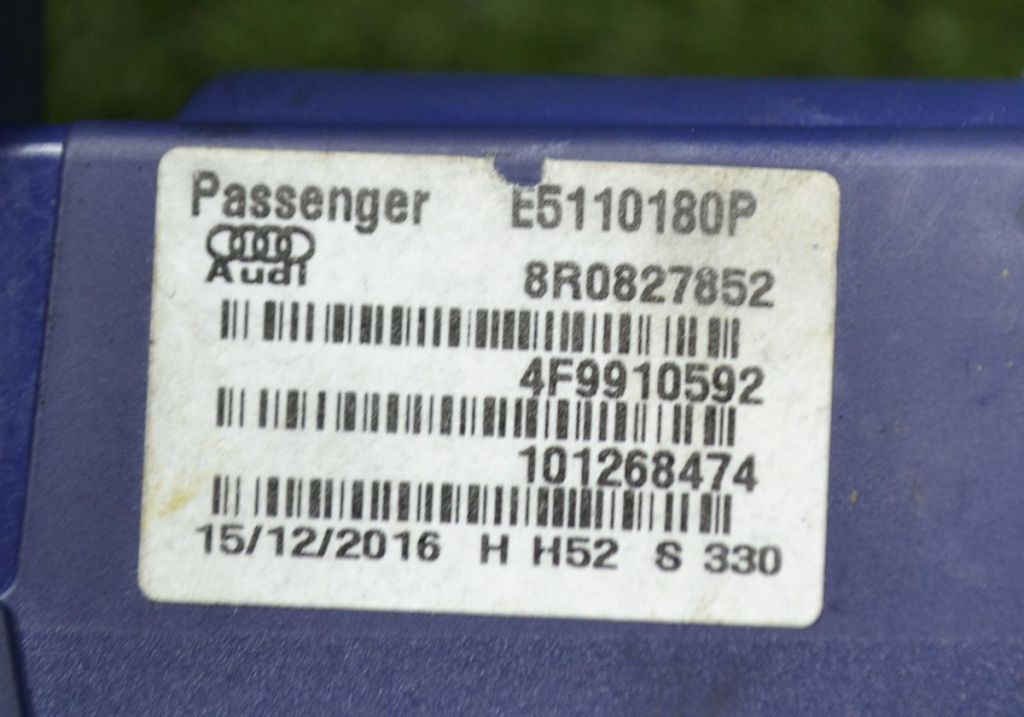 Passenger E5110180P
Audi 8R0827852
4F9910592
101268474
15/12/2016 H H52 S 330